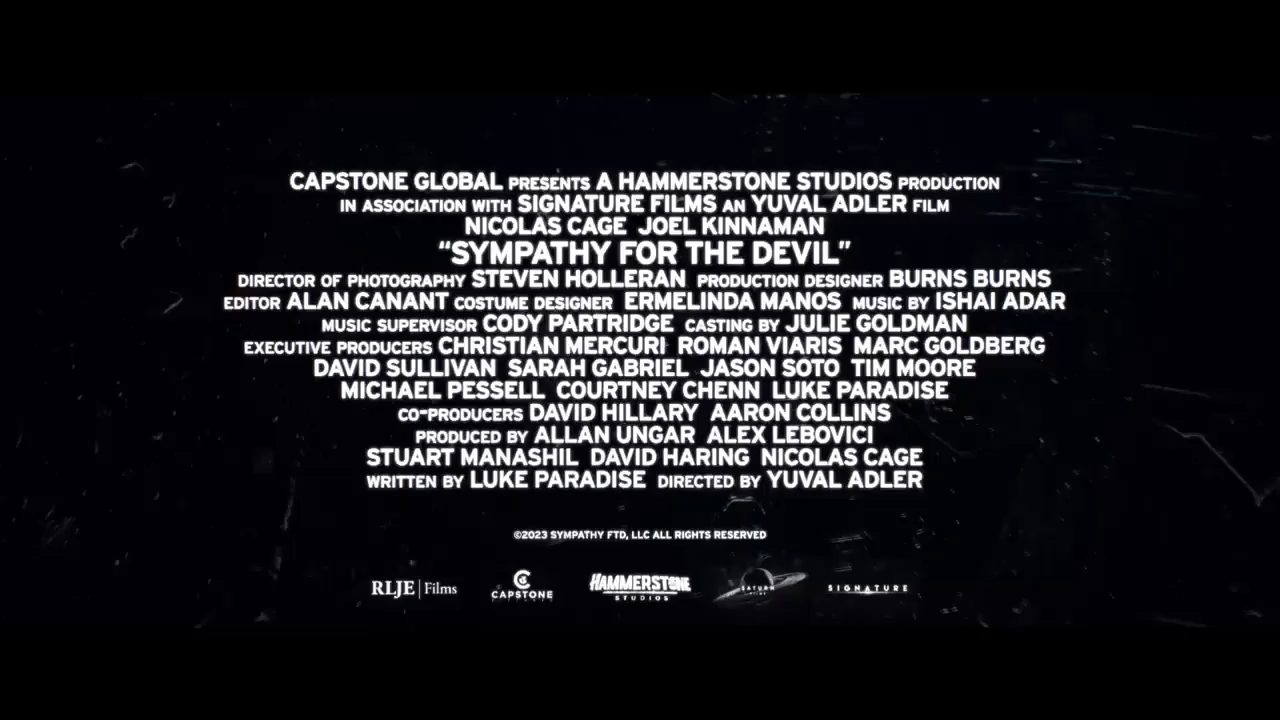 CAPSTONE GLOBAL PRESENTS A HAMMERSTONE STUDIOS PRODUCTION
IN ASSOCIATION WITH SIGNATURE FILMS AN YUVAL ADLER FILM
NICOLAS CAGE JOEL KINNAMAN
“SYMPATHY FOR THE DEVIL”
DIRECTOR OF PHOTOGRAPHY STEVEN HOLLERAN PRODUCTION DESIGNER BURNS BURNS
EDITOR ALAN CANANT COSTUME DESIGNER ERMELINDA MANOS MUSIC BY ISHAI ADAR
MUSIC SUPERVISOR CODY PARTRIDGE CASTING BY JULIE GOLDMAN
EXECUTIVE PRODUCERS CHRISTIAN MERCURI ROMAN VIARIS MARC GOLDBERG
DAVID SULLIVAN SARAH GABRIEL JASON SOTO TIM MOORE
MICHAEL PESSELL COURTNEY CHENN LUKE PARADISE
CO-PRODUCERS DAVID HILLARY AARON COLLINS
PRODUCED BY ALLAN UNGAR ALEX LEBOVICI
STUART MANASHIL DAVID HARING NICOLAS CAGE
WRITTEN BY LUKE PARADISE DIRECTED BY YUVAL ADLER
©2023 SYMPATHY FTD, LLC ALL RIGHTS RESERVED
RLJE Films CAPSTONE HAMMERSTONE STUDIOS SATURN SIGNATURE